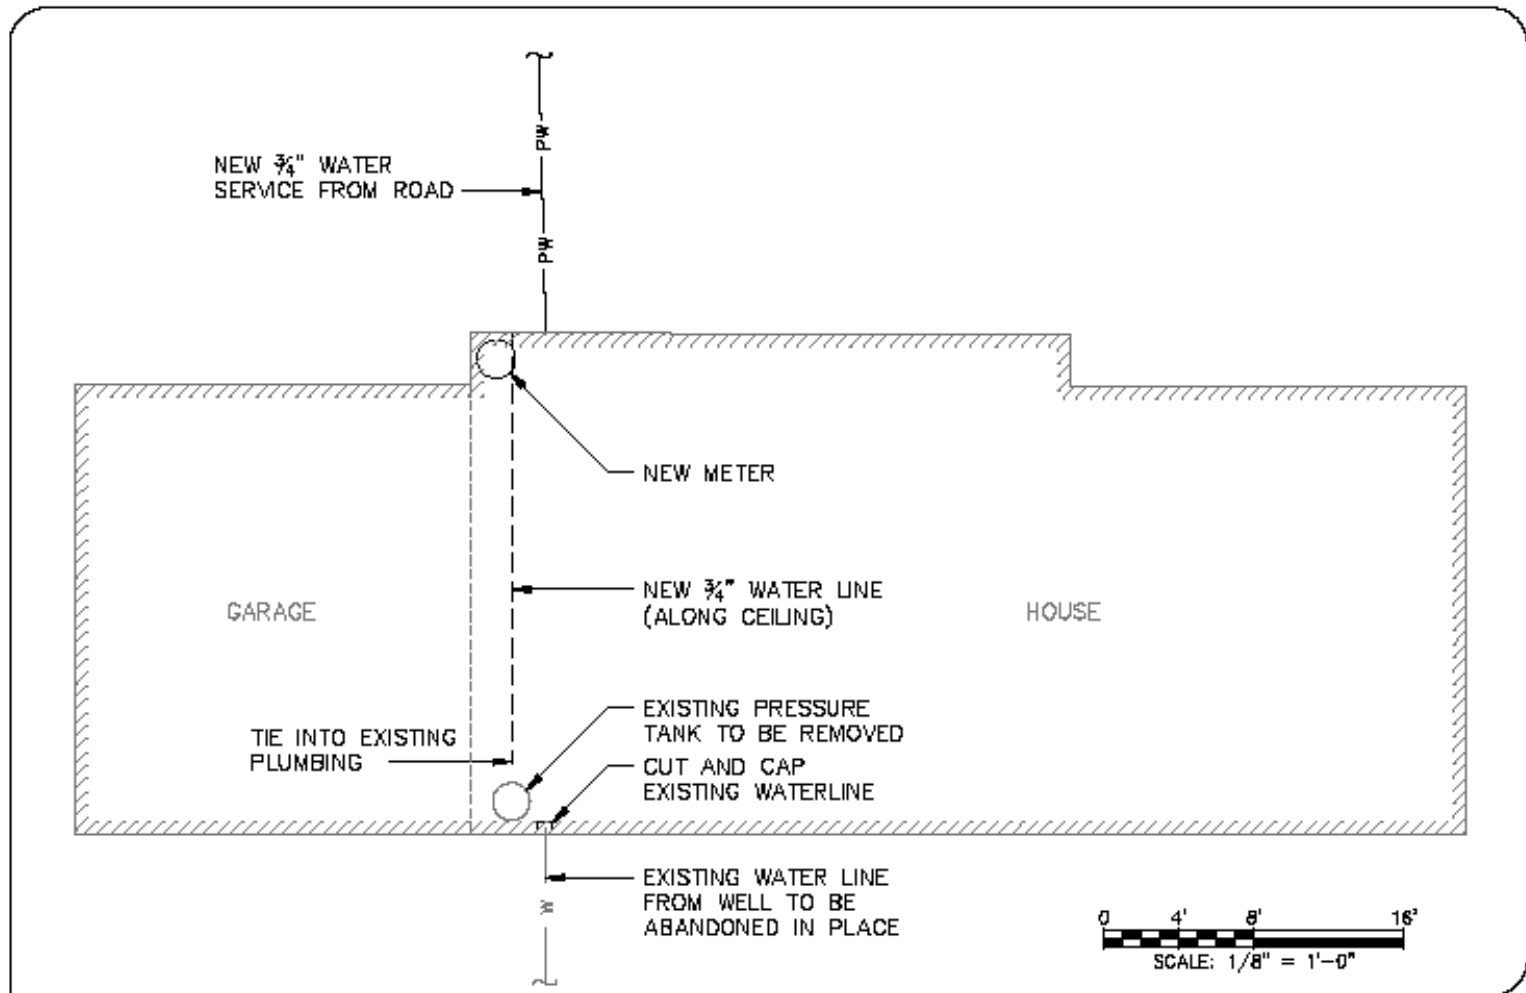 PW
NEW ¾" WATER
SERVICE FROM ROAD
PW
NEW METER
NEW ¾" WATER LINE
(ALONG CEILING)
GARAGE
HOUSE
EXISTING PRESSURE
TANK TO BE REMOVED
TIE INTO EXISTING
PLUMBING
CUT AND CAP
EXISTING WATERLINE
EXISTING WATER LINE
FROM WELL TO BE
ABANDONED IN PLACE
W
0 4' 8' 16'
SCALE: 1/8" = 1'-0"